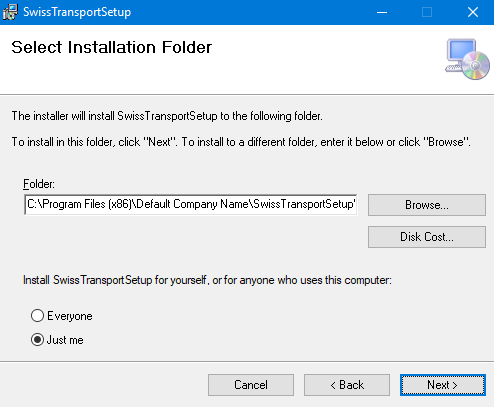 SwissTransportSetup
Select Installation Folder
The installer will install SwissTransportSetup to the following folder.
To install in this folder, click "Next". To install to a different folder, enter it below or click "Browse".
Folder:
C:\Program Files (x86)\Default Company Name\SwissTransportSetup\
Browse...
Disk Cost...
Install SwissTransportSetup for yourself, or for anyone who uses this computer:
Everyone
Just me
Cancel
< Back
Next >